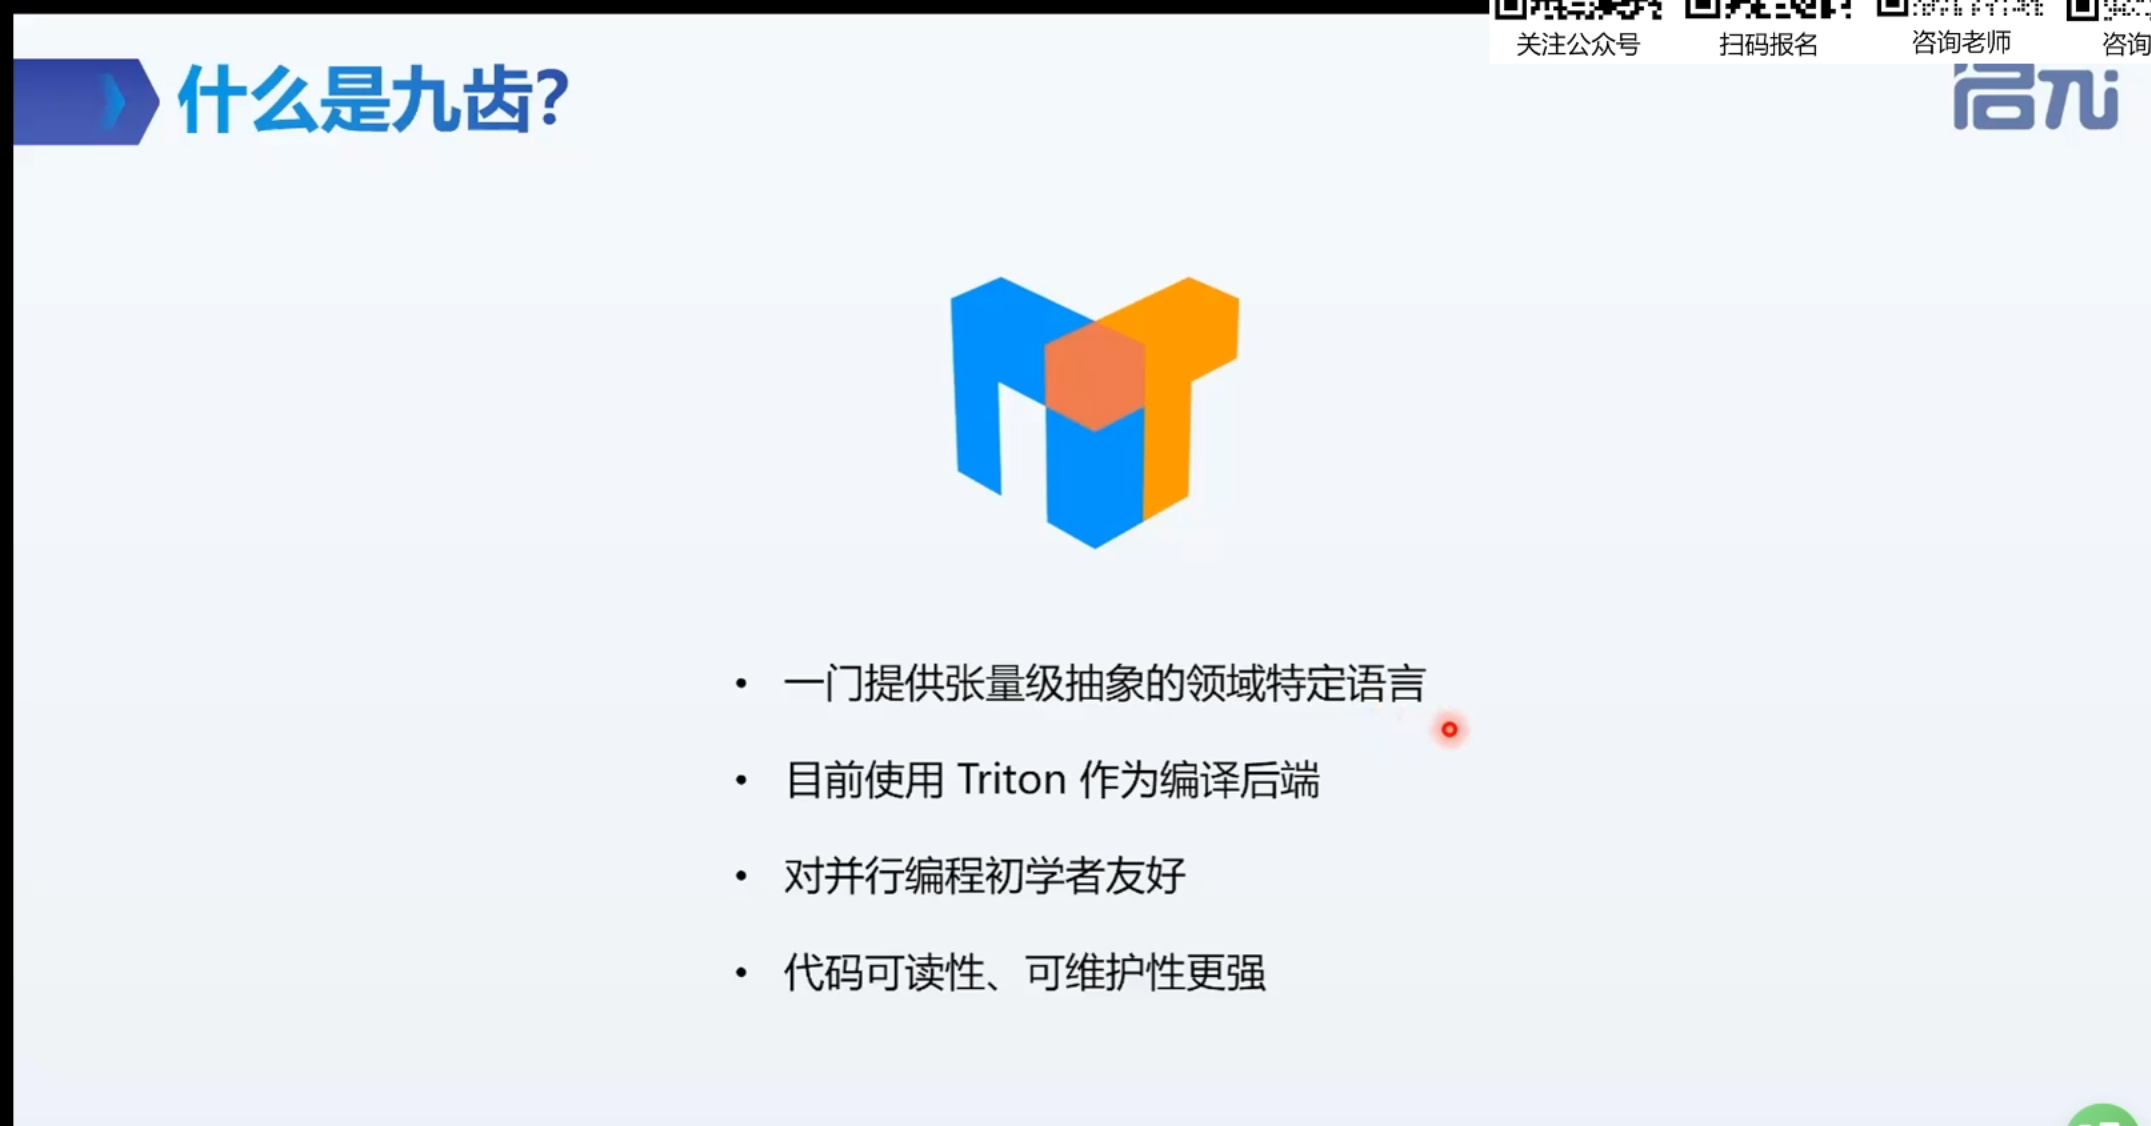 关注公众号
扫码报名
咨询老师
咨询
什么是九齿?
启元
一门提供张量级抽象的领域特定语言
目前使用 Triton 作为编译后端
对并行编程初学者友好
代码可读性、可维护性更强